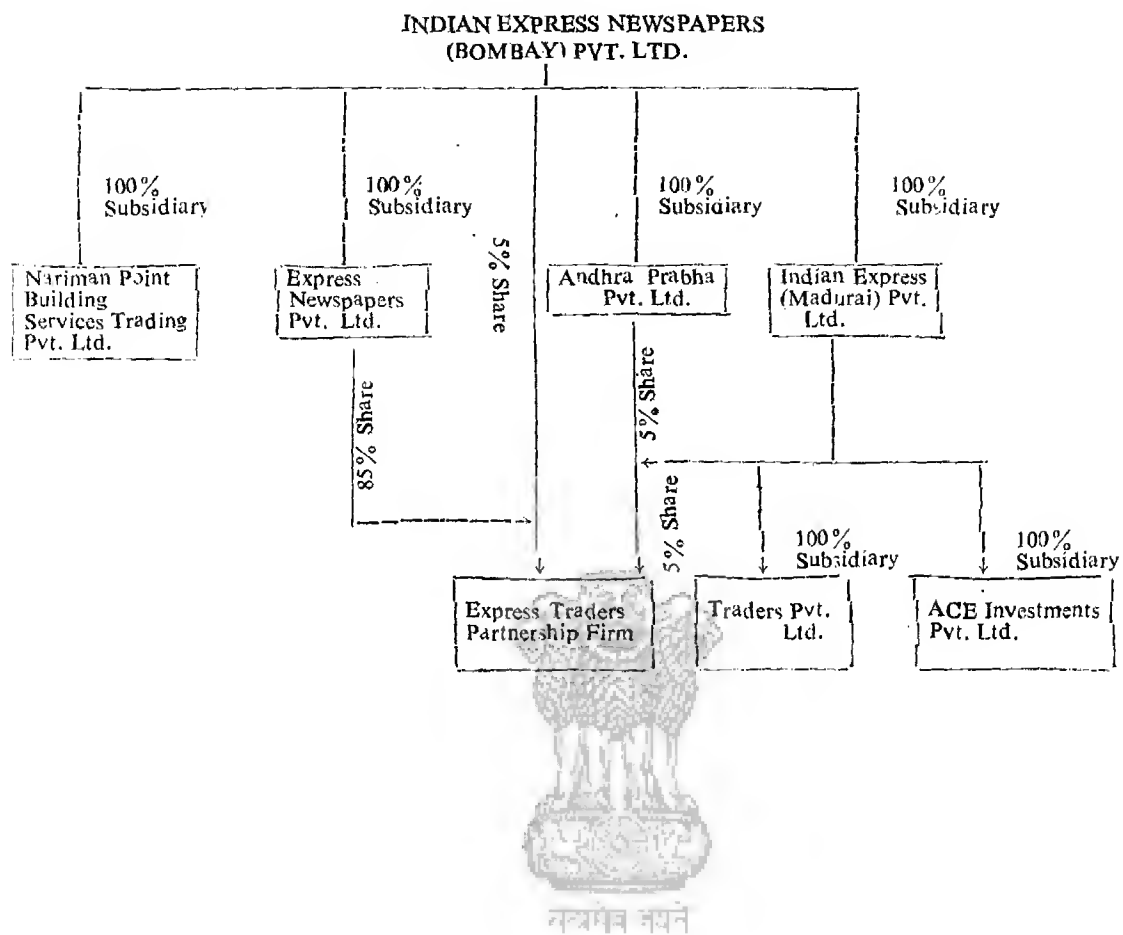 INDIAN EXPRESS NEWSPAPERS
(BOMBAY) PVT. LTD.
100%
Subsidiary
100%
Subsidiary
5% Share
100%
Subsidiary
100%
Subsidiary
Nariman Point
Building
Services Trading
Pvt. Ltd.
Express
Newspapers
Pvt. Ltd.
Andhra Prabha
Pvt. Ltd.
Indian Express
(Madurai) Pvt.
Ltd.
85% Share
5% Share
5% Share
100%
Subsidiary
100%
Subsidiary
Express Traders
Partnership Firm
Traders Pvt.
Ltd.
ACE Investments
Pvt. Ltd.